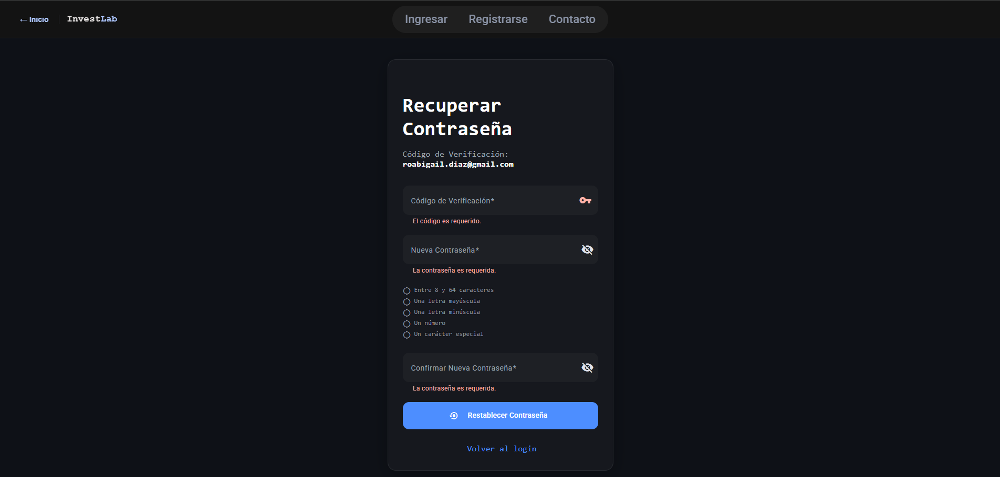 ← Inicio
InvestLab
Ingresar
Registrarse
Contacto
Recuperar
Contraseña
Código de Verificación:
roabigail.diaz@gmail.com
Código de Verificación*
El código es requerido.
Nueva Contraseña*
La contraseña es requerida.
Entre 8 y 64 caracteres
Una letra mayúscula
Una letra minúscula
Un número
Un carácter especial
Confirmar Nueva Contraseña*
La contraseña es requerida.
Restablecer Contraseña
Volver al login